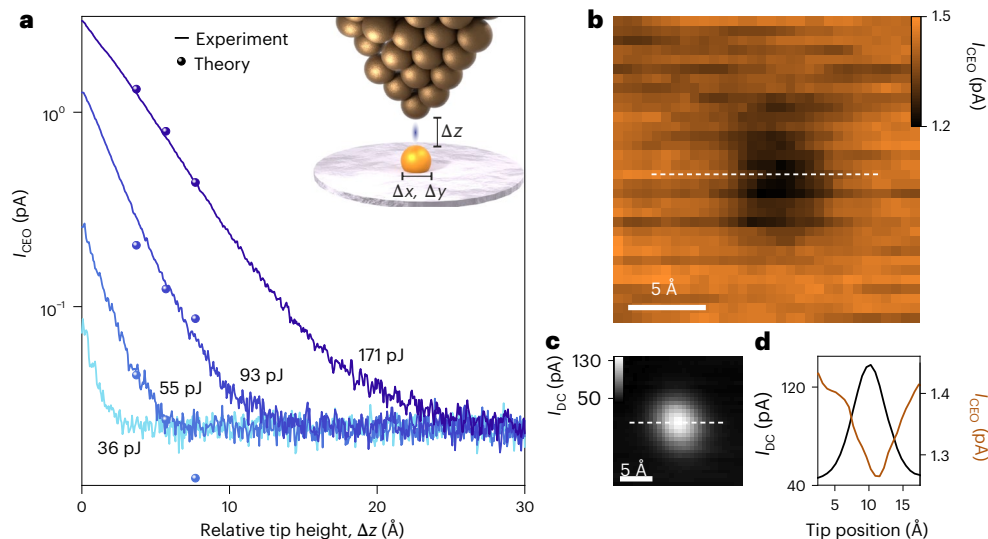 a
Experiment
Theory
Δz
Δx, Δy
10⁰
10⁻¹
I_CEO (pA)
171 pJ
93 pJ
55 pJ
36 pJ
0
10
20
30
Relative tip height, Δz (Å)
b
1.5
1.2
I_CEO (pA)
5 Å
c
130
50
I_DC (pA)
5 Å
d
120
40
I_DC (pA)
1.4
1.3
I_CEO (pA)
5
10
15
Tip position (Å)